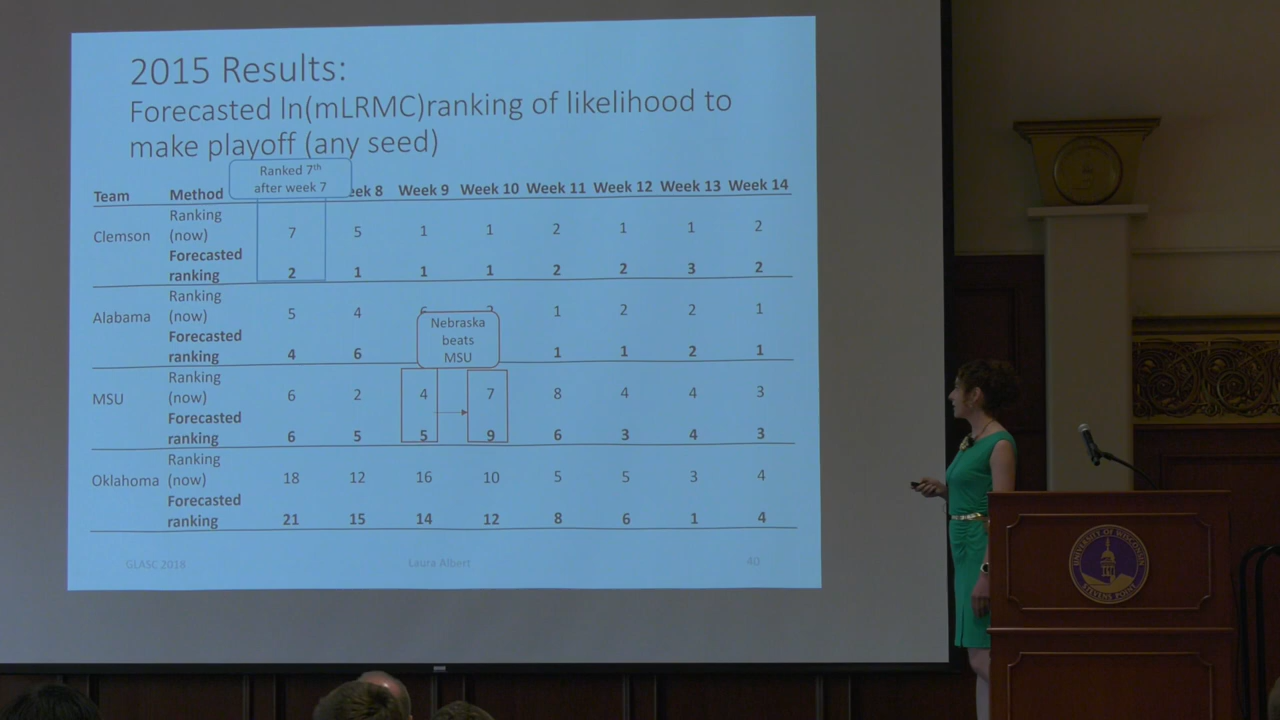 2015 Results:
Forecasted ln(mLRMC)ranking of likelihood to
make playoff (any seed)
Ranked 7th
after week 7
Team Method eek 8 Week 9 Week 10 Week 11 Week 12 Week 13 Week 14
Clemson Ranking (now) 7 5 1 1 2 1 1 2
Forecasted ranking 2 1 1 1 2 2 3 2
Alabama Ranking (now) 5 4 1 2 2 1
Forecasted ranking 4 6 1 1 2 1
Nebraska
beats
MSU
MSU Ranking (now) 6 2 4 7 8 4 4 3
Forecasted ranking 6 5 5 9 6 3 4 3
Oklahoma Ranking (now) 18 12 16 10 5 5 3 4
Forecasted ranking 21 15 14 12 8 6 1 4
GLASC 2018 Laura Albert 40
UNIVERSITY OF WISCONSIN
STEVENS POINT